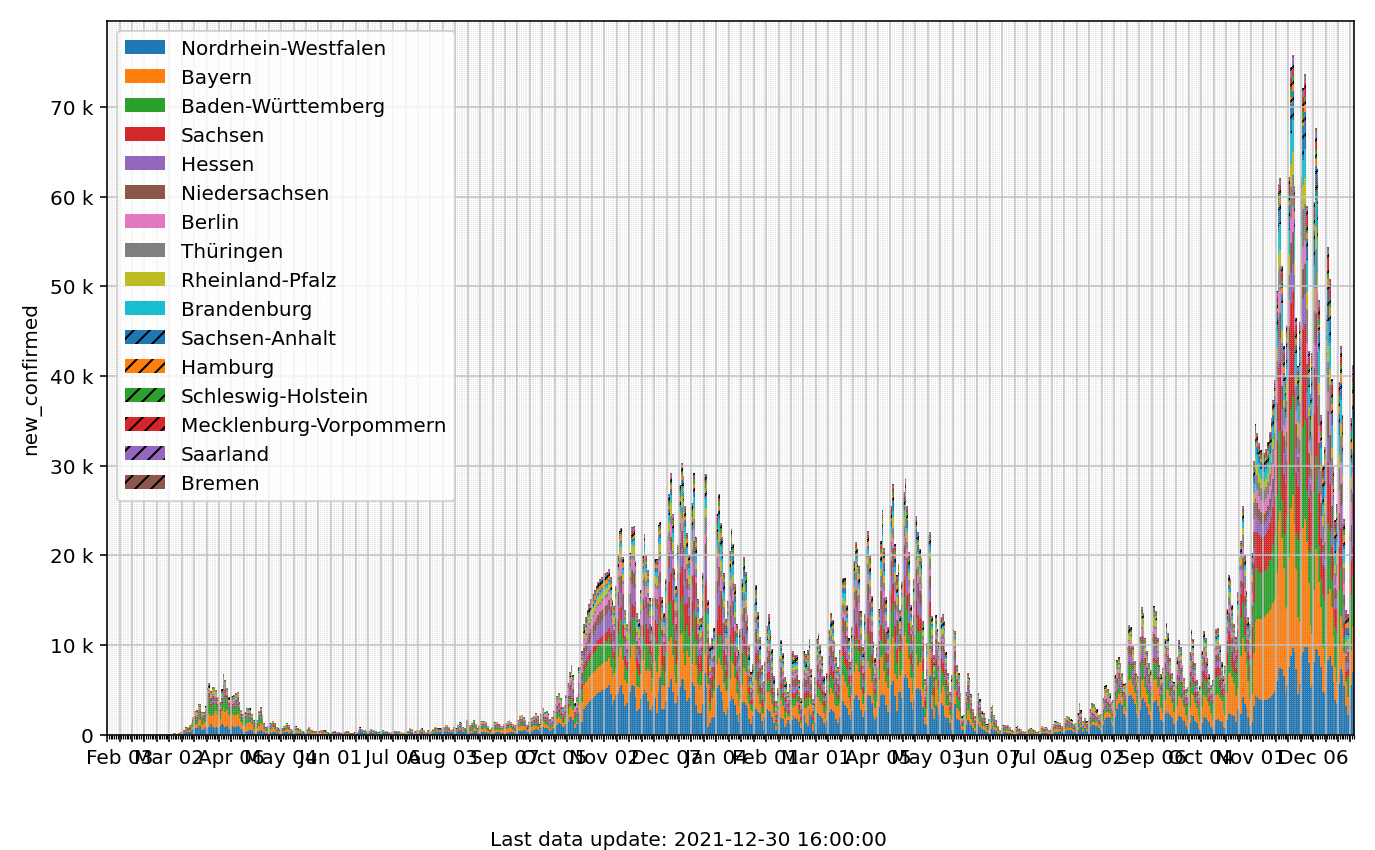 new_confirmed
70 k
60 k
50 k
40 k
30 k
20 k
10 k
0
Nordrhein-Westfalen
Bayern
Baden-Württemberg
Sachsen
Hessen
Niedersachsen
Berlin
Thüringen
Rheinland-Pfalz
Brandenburg
Sachsen-Anhalt
Hamburg
Schleswig-Holstein
Mecklenburg-Vorpommern
Saarland
Bremen
Feb 03 Mar 02 Apr 06 May 04 Jun 01 Jul 06 Aug 03 Sep 07 Oct 05 Nov 02 Dec 07 Jan 04 Feb 01 Mar 01 Apr 05 May 03 Jun 07 Jul 05 Aug 02 Sep 06 Oct 04 Nov 01 Dec 06
Last data update: 2021-12-30 16:00:00